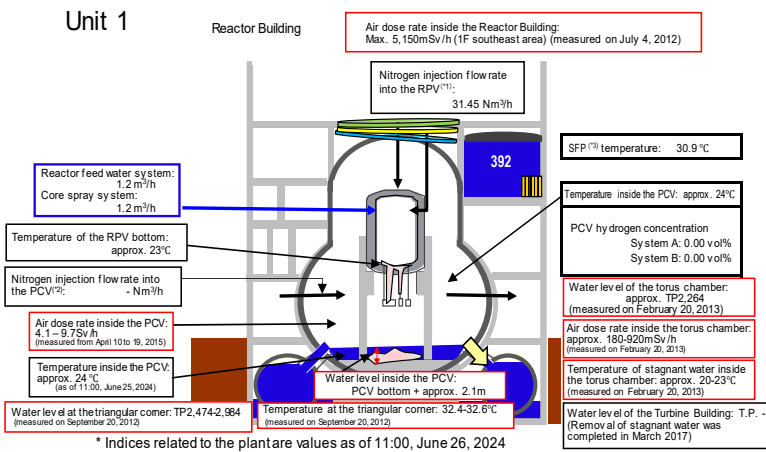 Unit 1
Reactor Building
Air dose rate inside the Reactor Building:
Max. 5,150mSv/h (1F southeast area) (measured on July 4, 2012)
Nitrogen injection flow rate
into the RPV(*1):
31.45 Nm³/h
392
SFP (*3) temperature: 30.9 ℃
Reactor feed water system:
1.2 m³/h
Core spray system:
1.2 m³/h
Temperature inside the PCV: approx. 24℃
PCV hydrogen concentration
System A: 0.00 vol%
System B: 0.00 vol%
Temperature of the RPV bottom:
approx. 23℃
Nitrogen injection flow rate into
the PCV(*2): - Nm³/h
Water level of the torus chamber:
approx. TP2,264
(measured on February 20, 2013)
Air dose rate inside the PCV:
4.1 – 9.7Sv/h
(measured from April 10 to 19, 2015)
Air dose rate inside the torus chamber:
approx. 180-920mSv/h
(measured on February 20, 2013)
Temperature inside the PCV:
approx. 24 ℃
(as of 11:00, June 25, 2024)
Water level inside the PCV:
PCV bottom + approx. 2.1m
Temperature of stagnant water inside
the torus chamber: approx. 20-23℃
(measured on February 20, 2013)
Water level at the triangular corner: TP2,474-2,984
(measured on September 20, 2012)
Temperature at the triangular corner: 32.4-32.6℃
(measured on September 20, 2012)
Water level of the Turbine Building: T.P. -
(Removal of stagnant water was
completed in March 2017)
* Indices related to the plant are values as of 11:00, June 26, 2024